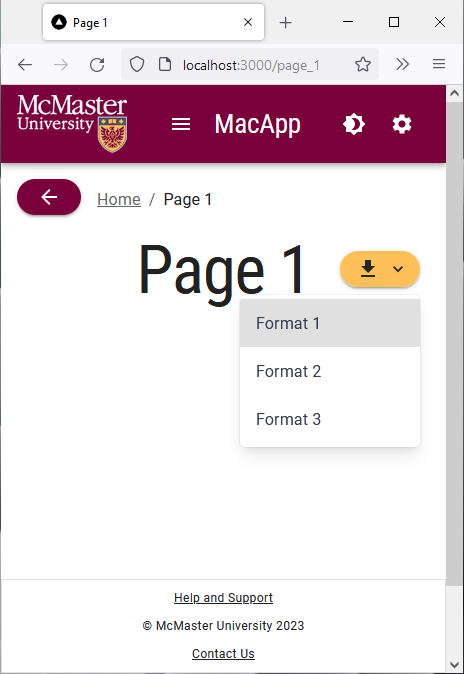 Page 1
localhost:3000/page_1
McMaster
University
MacApp
Home / Page 1
Page 1
Format 1
Format 2
Format 3
Help and Support
© McMaster University 2023
Contact Us